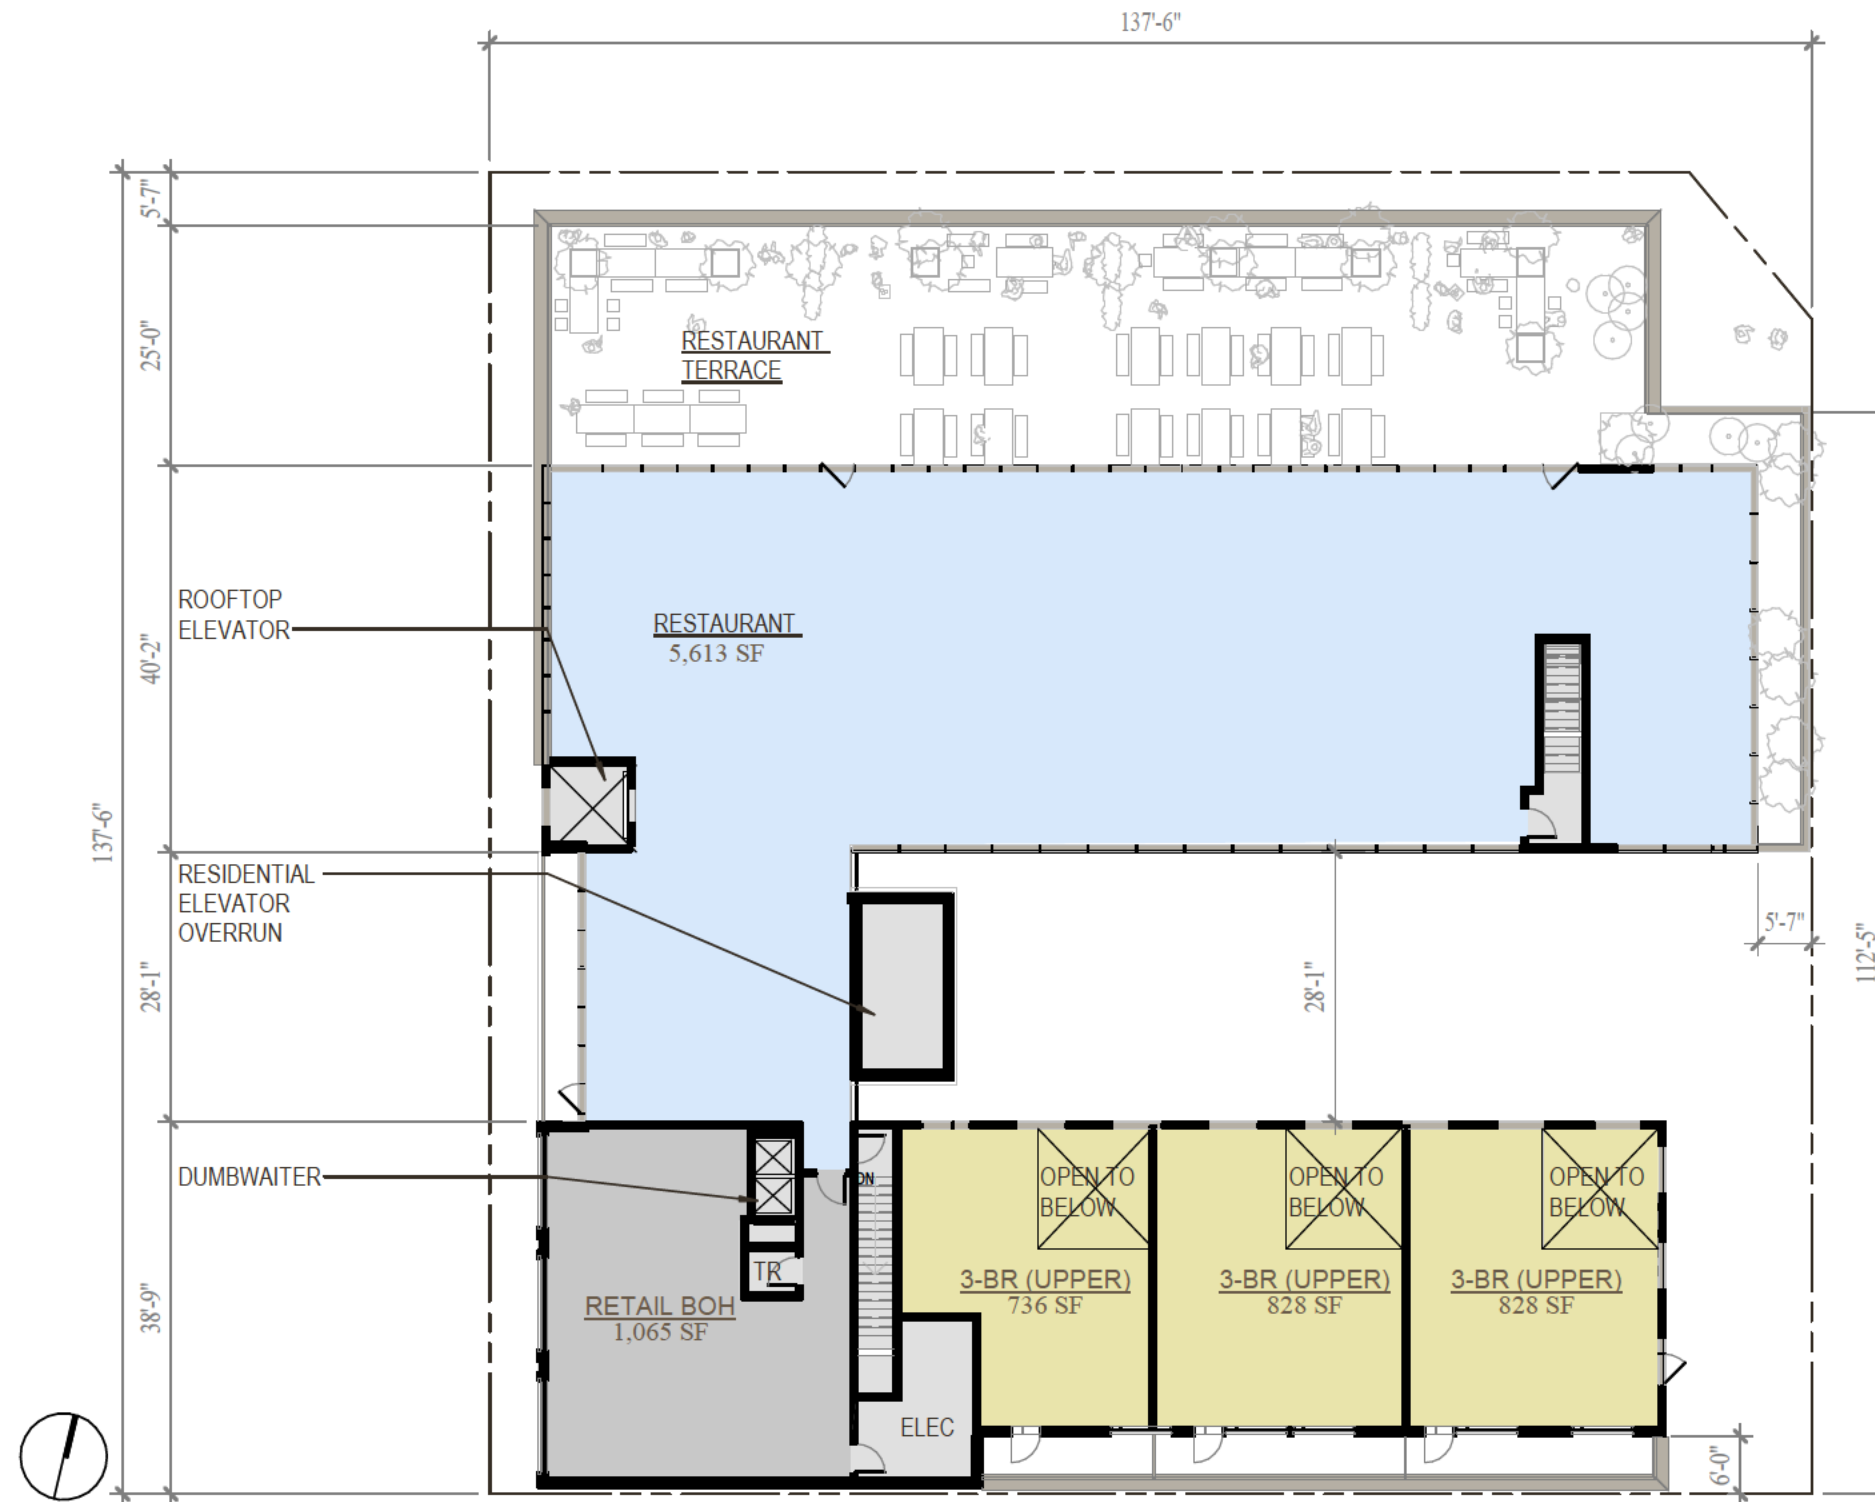 137'-6"
5'-7"
25'-0"
RESTAURANT
TERRACE
ROOFTOP
ELEVATOR
RESTAURANT
5,613 SF
40'-2"
137'-6"
RESIDENTIAL
ELEVATOR
OVERRUN
5'-7"
112'-5"
28'-1"
28'-1"
DUMBWAITER
DN
OPEN TO
BELOW
OPEN TO
BELOW
OPEN TO
BELOW
TR
38'-9"
RETAIL BOH
1,065 SF
3-BR (UPPER)
736 SF
3-BR (UPPER)
828 SF
3-BR (UPPER)
828 SF
ELEC
6'-0"